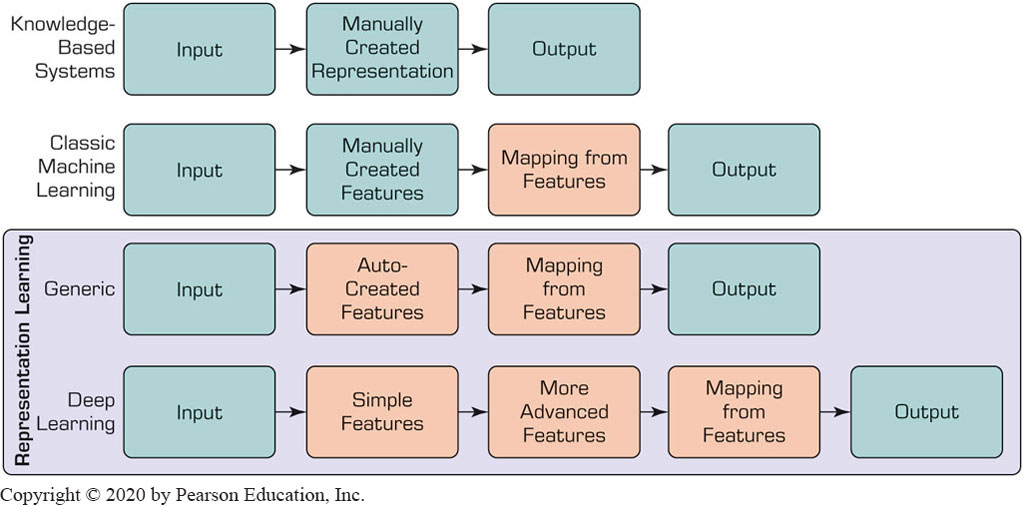 Knowledge-
Based
Systems
Input
Manually
Created
Representation
Output
Classic
Machine
Learning
Input
Manually
Created
Features
Mapping from
Features
Output
Representation Learning
Generic
Input
Auto-
Created
Features
Mapping
from
Features
Output
Deep
Learning
Input
Simple
Features
More
Advanced
Features
Mapping
from
Features
Output
Copyright © 2020 by Pearson Education, Inc.